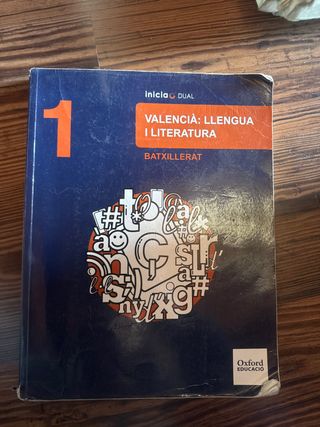 inicia DUAL
1
VALENCIÀ: LLENGUA
I LITERATURA
BATXILLERAT
Oxford
EDUCACIÓ